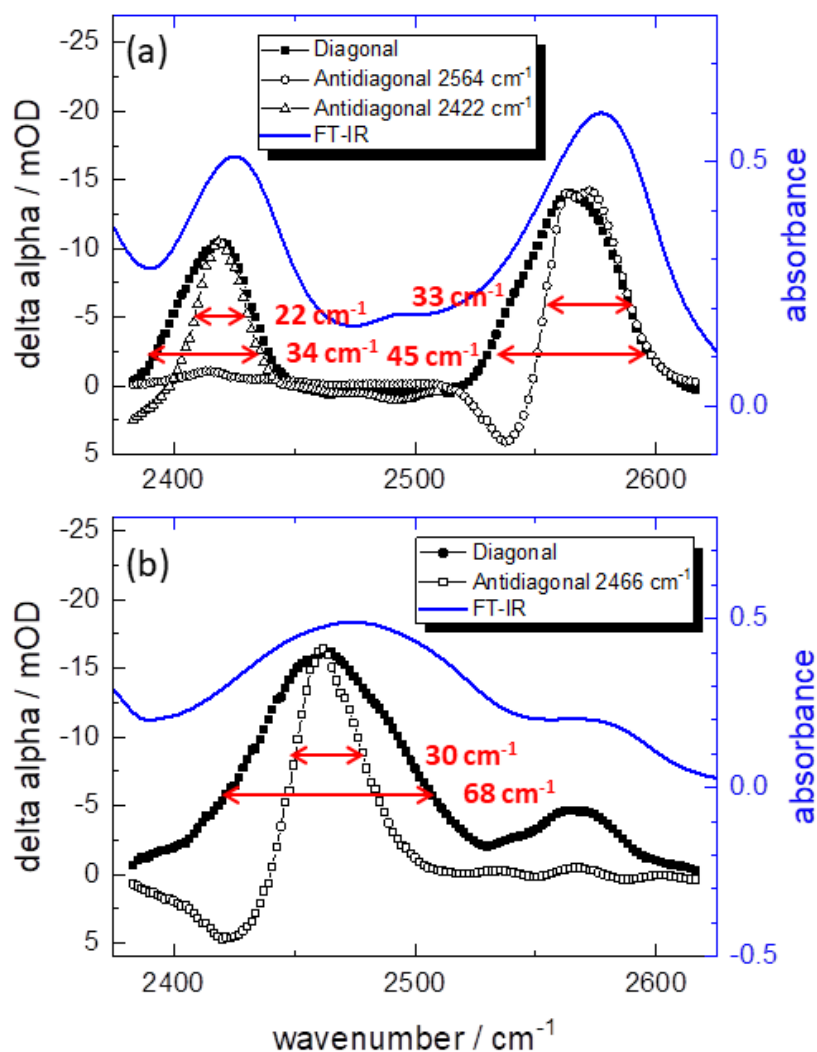 (a)
Diagonal
Antidiagonal 2564 cm⁻¹
Antidiagonal 2422 cm⁻¹
FT-IR
-25
-20
-15
-10
-5
0
5
delta alpha / mOD
22 cm⁻¹
34 cm⁻¹
33 cm⁻¹
45 cm⁻¹
0.5
0.0
absorbance
2400
2500
2600
(b)
Diagonal
Antidiagonal 2466 cm⁻¹
FT-IR
-25
-20
-15
-10
-5
0
5
delta alpha / mOD
30 cm⁻¹
68 cm⁻¹
0.5
0.0
-0.5
absorbance
2400
2500
2600
wavenumber / cm⁻¹